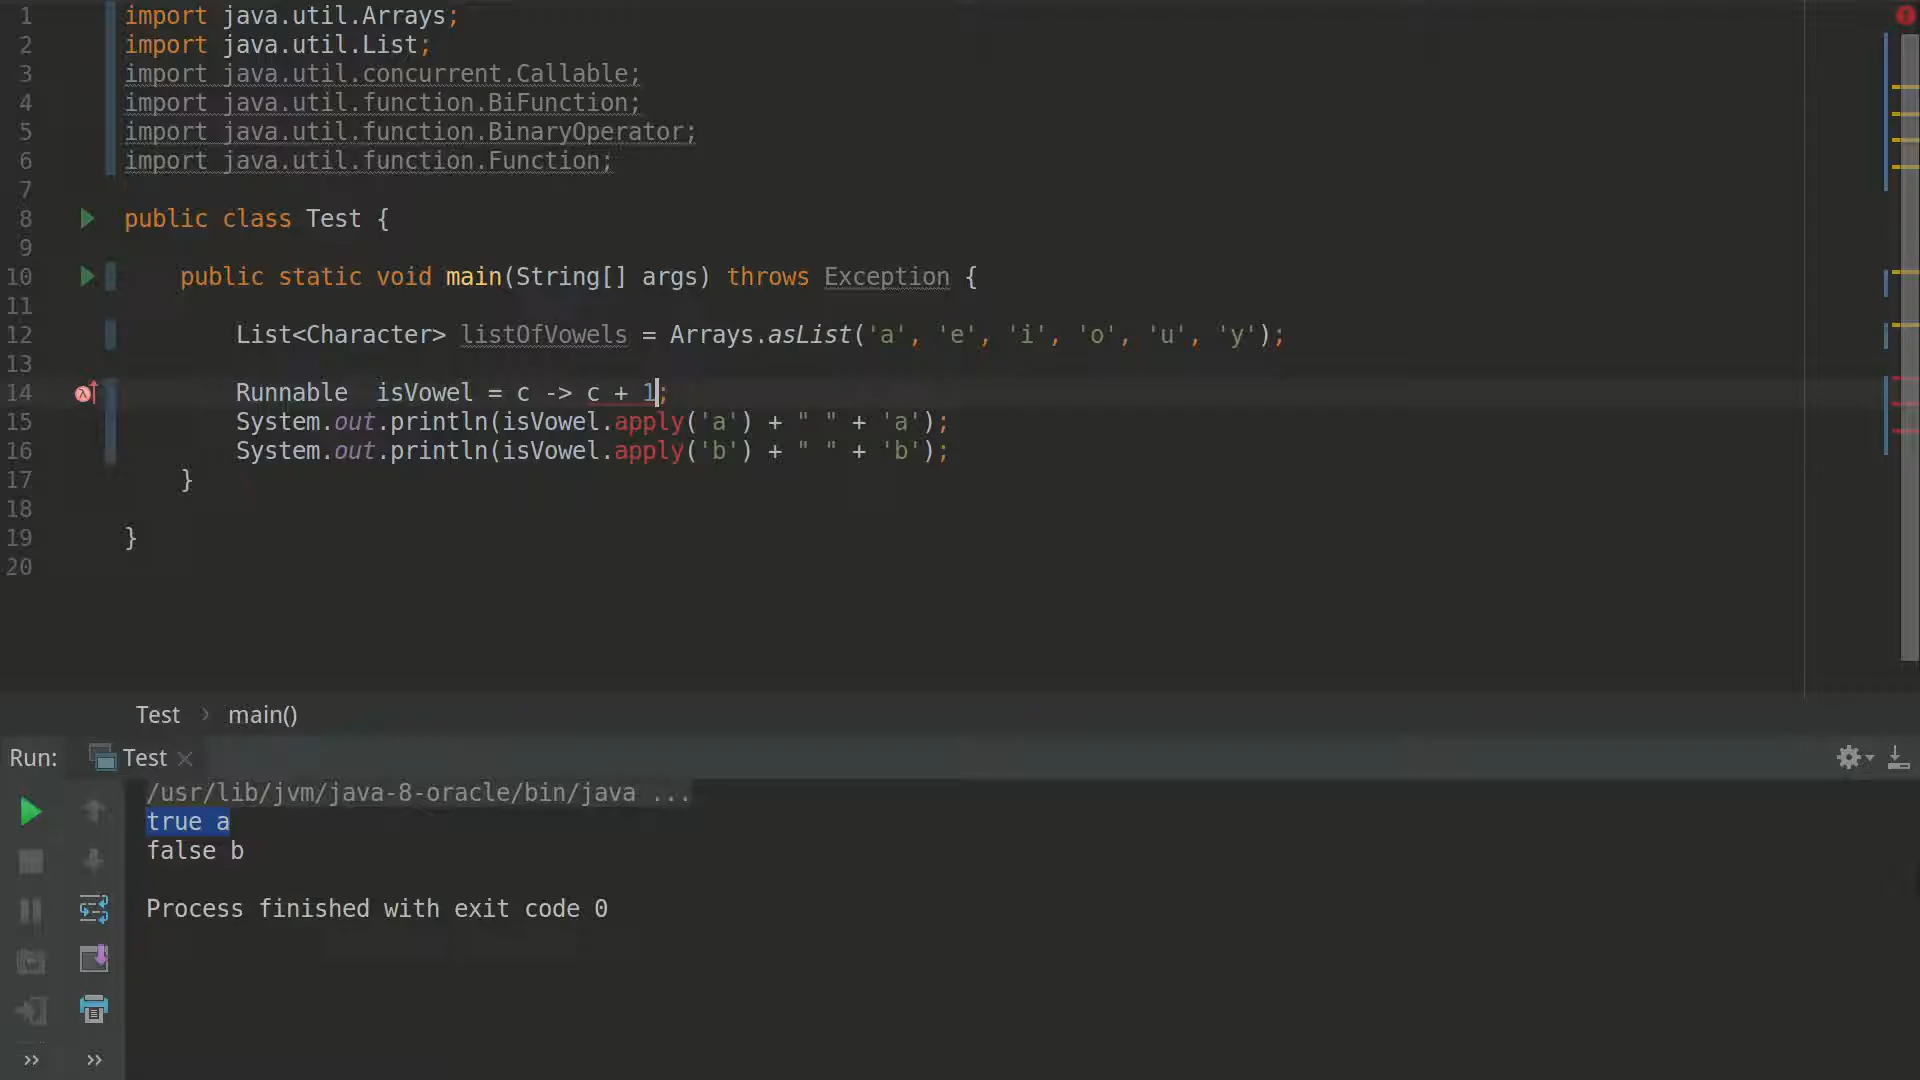 1 import java.util.Arrays;
2 import java.util.List;
3 import java.util.concurrent.Callable;
4 import java.util.function.BiFunction;
5 import java.util.function.BinaryOperator;
6 import java.util.function.Function;
7
8 public class Test {
9
10 public static void main(String[] args) throws Exception {
11
12 List<Character> listOfVowels = Arrays.asList('a', 'e', 'i', 'o', 'u', 'y');
13
14 Runnable  isVowel = c -> c + 1;
15 System.out.println(isVowel.apply('a') + " " + 'a');
16 System.out.println(isVowel.apply('b') + " " + 'b');
17 }
18
19 }
20
Test › main()
Run: Test
/usr/lib/jvm/java-8-oracle/bin/java ...
true a
false b
Process finished with exit code 0